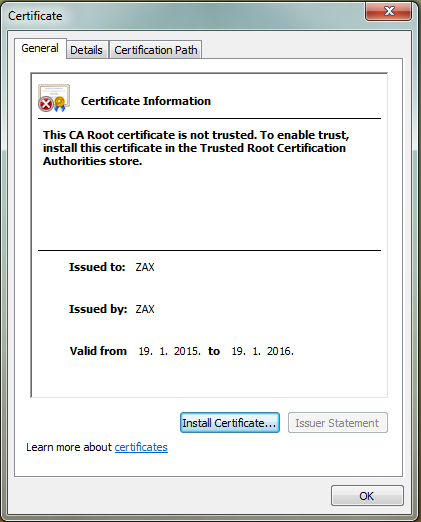 Certificate
General Details Certification Path
Certificate Information
This CA Root certificate is not trusted. To enable trust,
install this certificate in the Trusted Root Certification
Authorities store.
Issued to: ZAX
Issued by: ZAX
Valid from 19. 1. 2015. to 19. 1. 2016.
Install Certificate... Issuer Statement
Learn more about certificates
OK